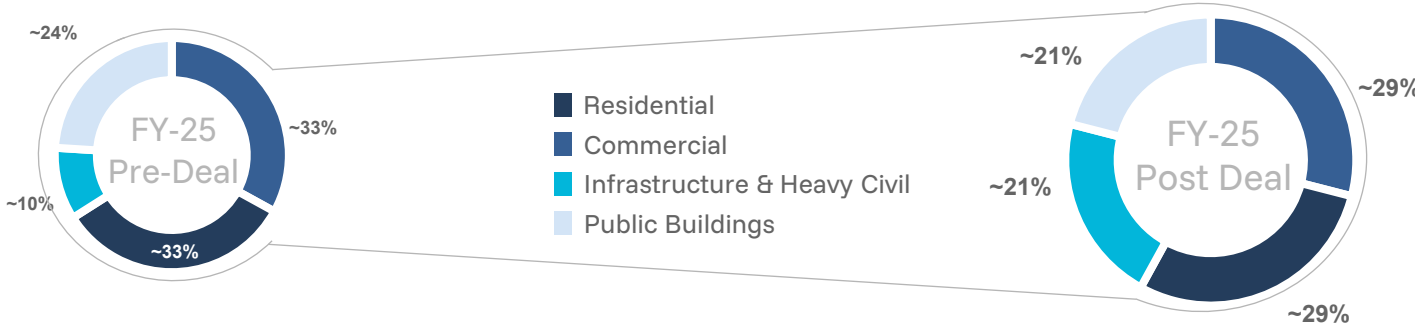 ~24%
FY-25
Pre-Deal
~33%
~10%
~33%
Residential
Commercial
Infrastructure & Heavy Civil
Public Buildings
~21%
~29%
FY-25
Post Deal
~21%
~29%